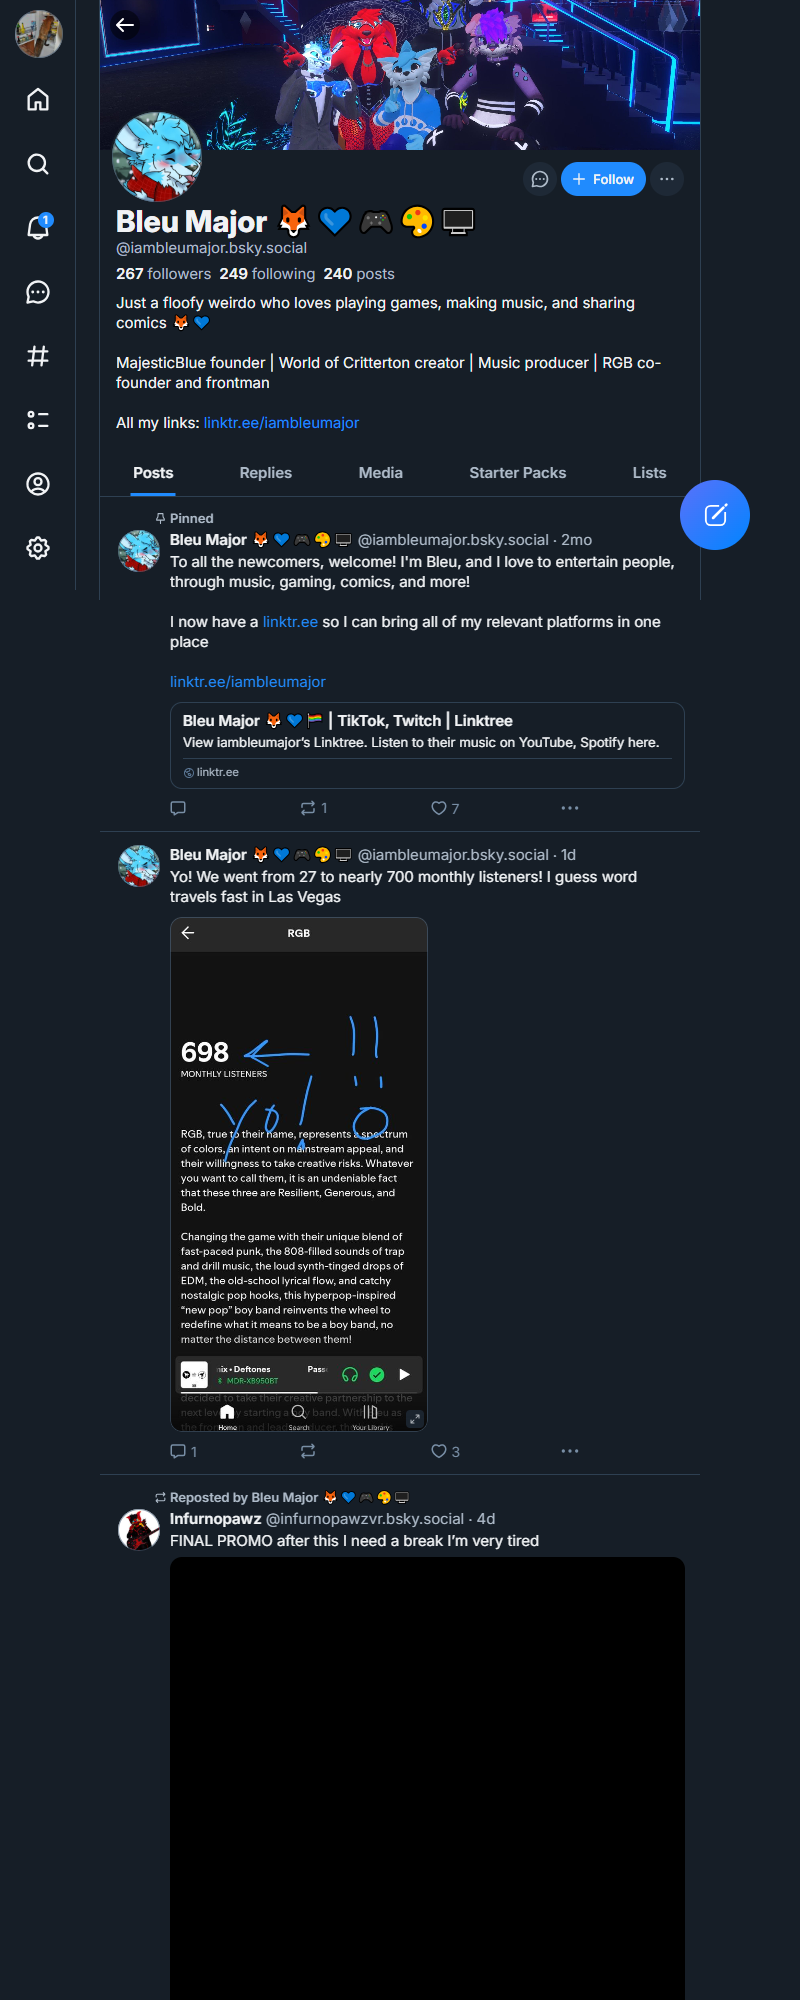 Bleu Major 🦊 💙 🎮 🎨 🖥️
@iambleumajor.bsky.social
267 followers 249 following 240 posts
Just a floofy weirdo who loves playing games, making music, and sharing
comics 🦊 💙
MajesticBlue founder | World of Critterton creator | Music producer | RGB co-
founder and frontman
All my links: linktr.ee/iambleumajor
Follow
1
Posts Replies Media Starter Packs Lists
Pinned
Bleu Major 🦊 💙 🎮 🎨 🖥️ @iambleumajor.bsky.social · 2mo
To all the newcomers, welcome! I'm Bleu, and I love to entertain people,
through music, gaming, comics, and more!
I now have a linktr.ee so I can bring all of my relevant platforms in one
place
linktr.ee/iambleumajor
Bleu Major 🦊 💙 🏳️‍🌈 | TikTok, Twitch | Linktree
View iambleumajor's Linktree. Listen to their music on YouTube, Spotify here.
linktr.ee
1 7
Bleu Major 🦊 💙 🎮 🎨 🖥️ @iambleumajor.bsky.social · 1d
Yo! We went from 27 to nearly 700 monthly listeners! I guess word
travels fast in Las Vegas
RGB
698
MONTHLY LISTENERS
Yo!
RGB, true to their name, represents a spectrum
of colors, an intent on mainstream appeal, and
their willingness to take creative risks. Whatever
you want to call them, it is an undeniable fact
that these three are Resilient, Generous, and
Bold.
Changing the game with their unique blend of
fast-paced punk, the 808-filled sounds of trap
and drill music, the loud synth-tinged drops of
EDM, the old-school lyrical flow, and catchy
nostalgic pop hooks, this hyperpop-inspired
"new pop" boy band reinvents the wheel to
redefine what it means to be a boy band, no
matter the distance between them!
ix • Deftones Pass
MDR-XB950BT
decided to take their creative partnership to the
next level by starting a boy band. With Bleu as
Home Search Your Library
1 3
Reposted by Bleu Major 🦊 💙 🎮 🎨 🖥️
Infurnopawz @infurnopawzvr.bsky.social · 4d
FINAL PROMO after this I need a break I'm very tired